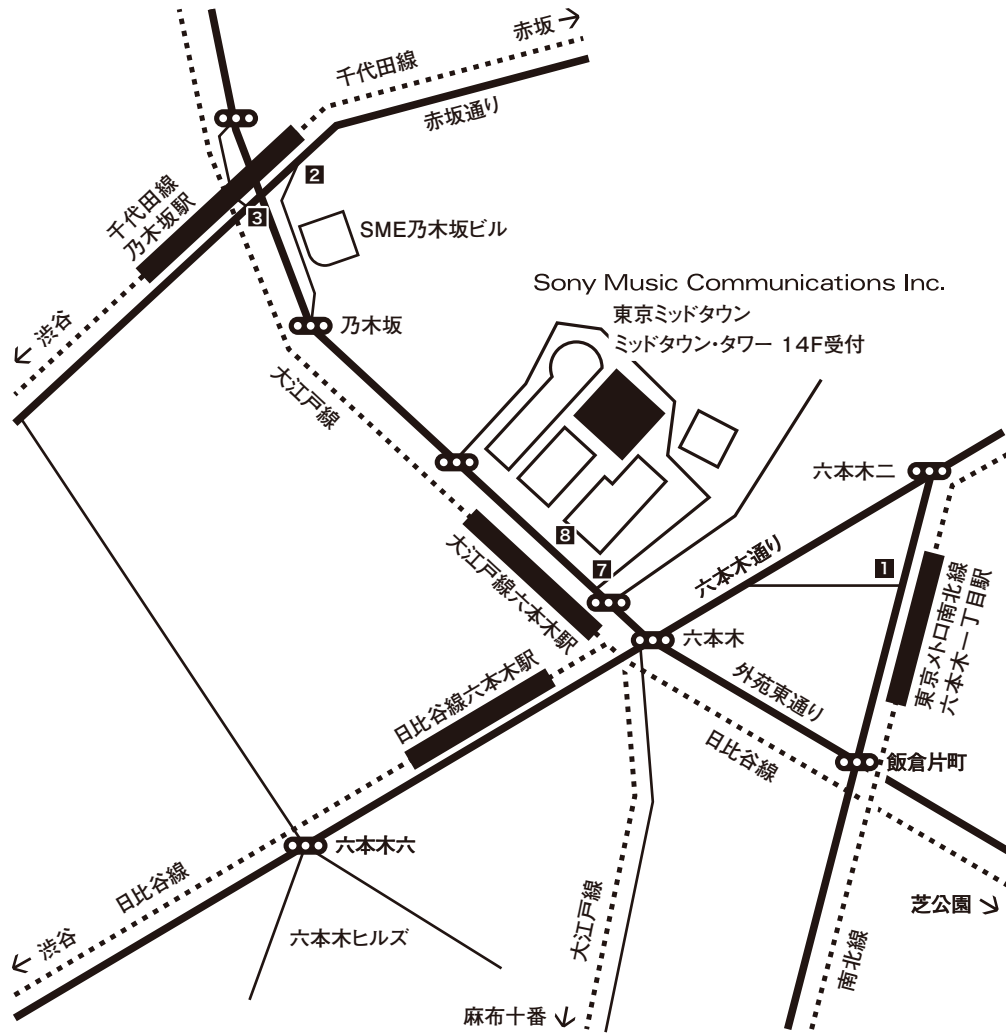 赤坂
千代田線
赤坂通り
2
千代田線
乃木坂駅
3
SME乃木坂ビル
Sony Music Communications Inc.
東京ミッドタウン
ミッドタウン・タワー 14F受付
渋谷
乃木坂
大江戸線
六本木二
8
大江戸線六本木駅
7
六本木通り
1
東京メトロ南北線
六本木一丁目駅
六本木
日比谷線六本木駅
外苑東通り
日比谷線
飯倉片町
六本木六
日比谷線
大江戸線
芝公園
渋谷
六本木ヒルズ
南北線
麻布十番